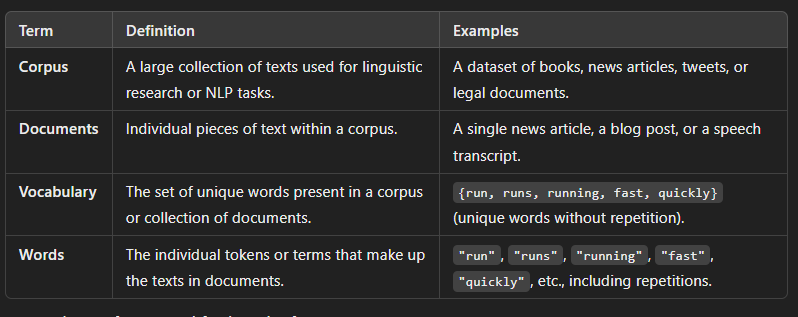 Term Definition Examples
Corpus A large collection of texts used for linguistic A dataset of books, news articles, tweets, or
research or NLP tasks. legal documents.
Documents Individual pieces of text within a corpus. A single news article, a blog post, or a speech
transcript.
Vocabulary The set of unique words present in a corpus {run, runs, running, fast, quickly}
or collection of documents. (unique words without repetition).
Words The individual tokens or terms that make up "run", "runs", "running", "fast",
the texts in documents. "quickly", etc., including repetitions.